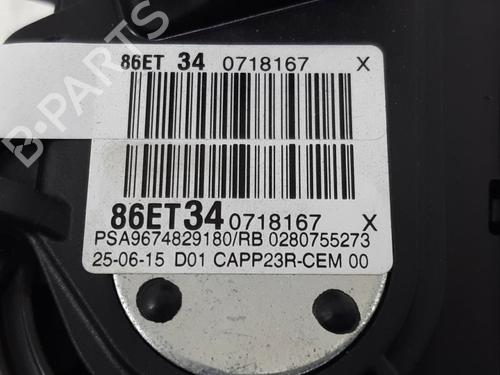 86ET 34 0718167 X
86ET34 0718167 X
PSA9674829180/RB 0280755273
25-06-15 D01 CAPP23R-CEM 00
B-PARTS